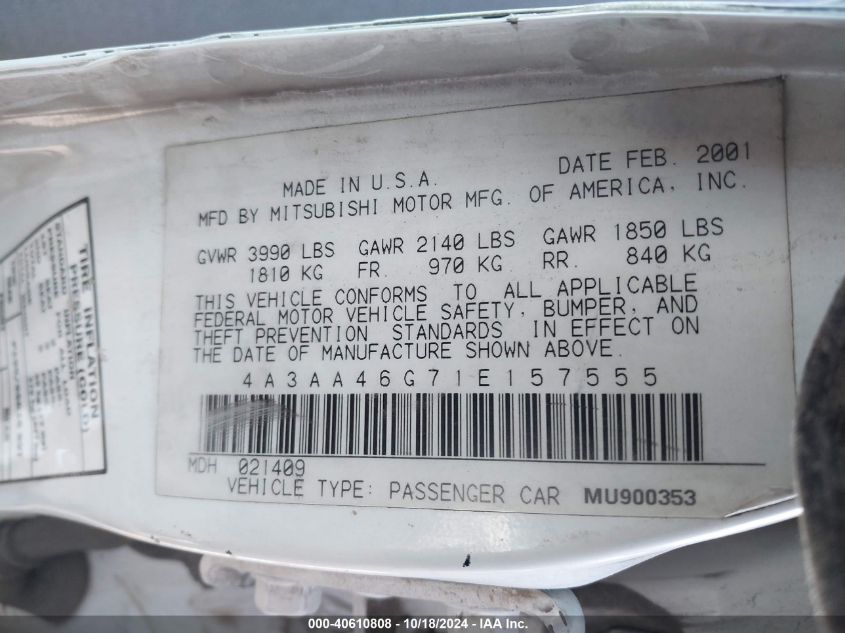 DATE FEB. 2001
MADE IN U.S.A.
MFD BY MITSUBISHI MOTOR MFG. OF AMERICA, INC.
GVWR 3990 LBS GAWR 2140 LBS GAWR 1850 LBS
1810 KG FR. 970 KG RR. 840 KG
THIS VEHICLE CONFORMS TO ALL APPLICABLE
FEDERAL MOTOR VEHICLE SAFETY, BUMPER, AND
THEFT PREVENTION STANDARDS IN EFFECT ON
THE DATE OF MANUFACTURE SHOWN ABOVE.
4A3AA46G71E157555
MDH 021409
VEHICLE TYPE: PASSENGER CAR MU900353
TIRE INFLATION
PRESSURE (COLD)
000-40610808 - 10/18/2024 - IAA Inc.